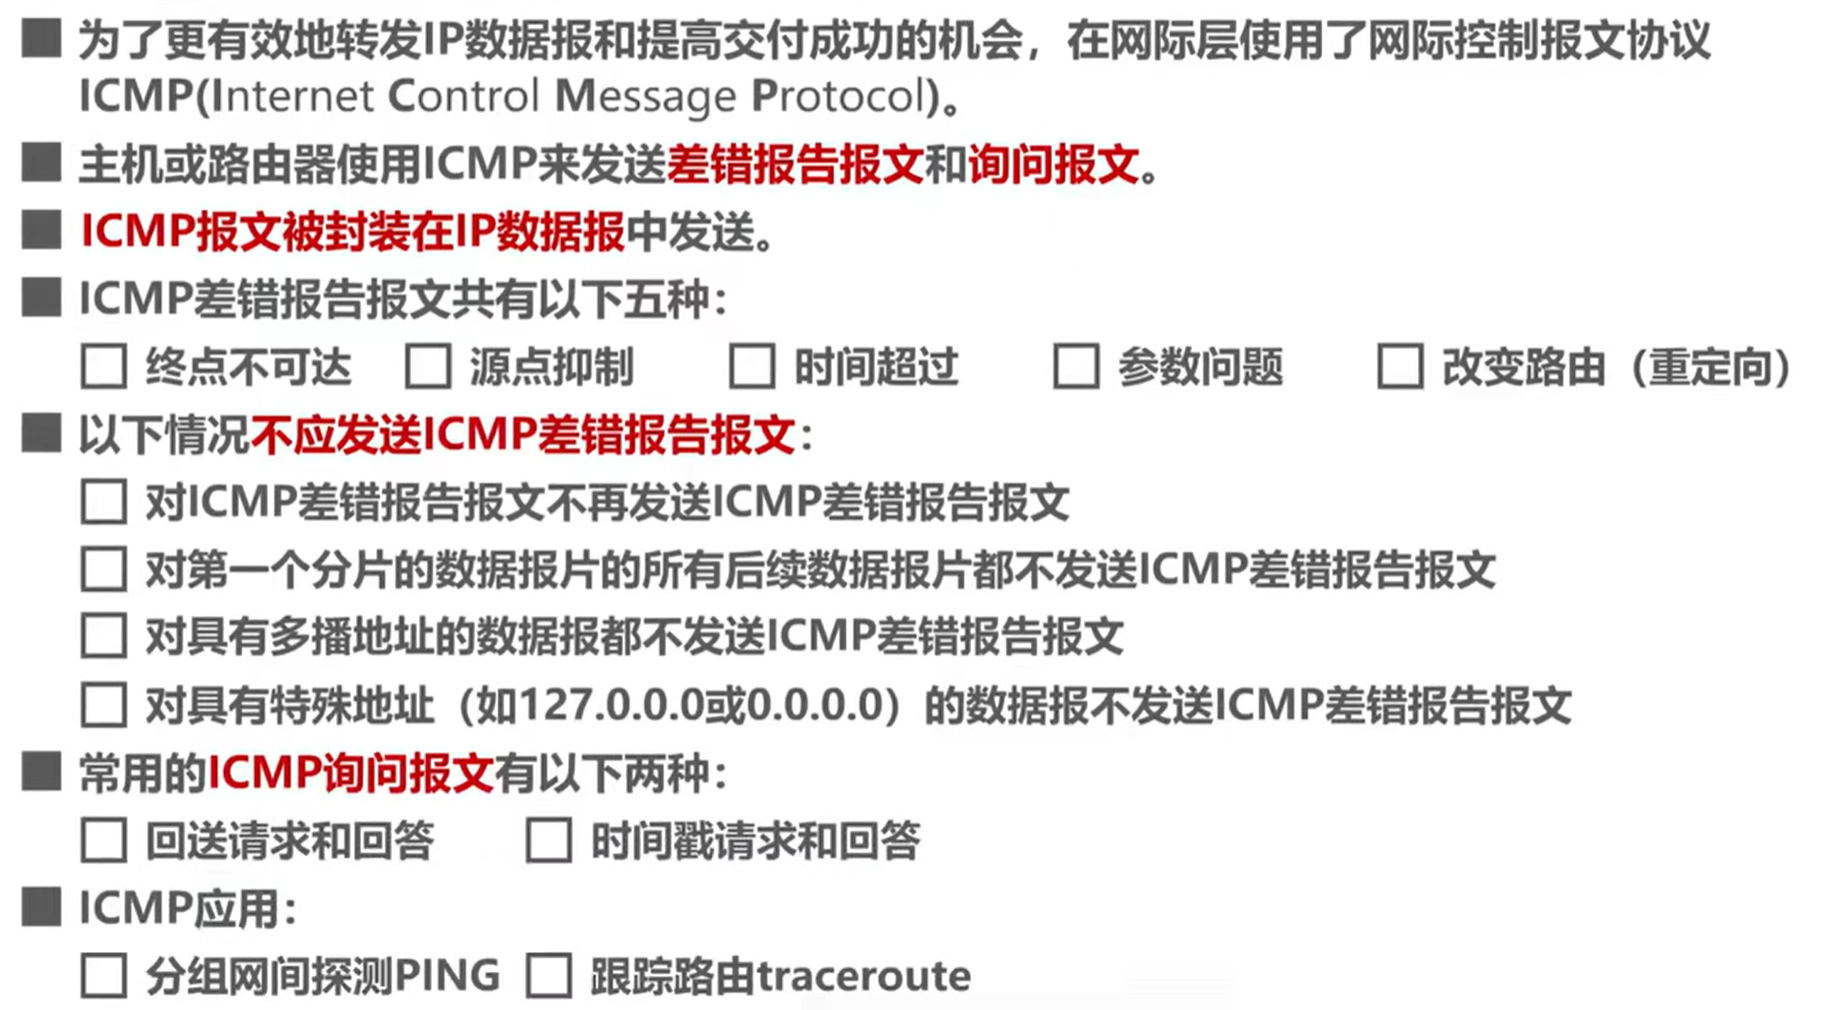 为了更有效地转发IP数据报和提高交付成功的机会，在网际层使用了网际控制报文协议
ICMP(Internet Control Message Protocol)。
主机或路由器使用ICMP来发送差错报告报文和询问报文。
ICMP报文被封装在IP数据报中发送。
ICMP差错报告报文共有以下五种：
终点不可达 源点抑制 时间超过 参数问题 改变路由（重定向）
以下情况不应发送ICMP差错报告报文：
对ICMP差错报告报文不再发送ICMP差错报告报文
对第一个分片的数据报片的所有后续数据报片都不发送ICMP差错报告报文
对具有多播地址的数据报都不发送ICMP差错报告报文
对具有特殊地址（如127.0.0.0或0.0.0.0）的数据报不发送ICMP差错报告报文
常用的ICMP询问报文有以下两种：
回送请求和回答 时间戳请求和回答
ICMP应用：
分组网间探测PING 跟踪路由traceroute